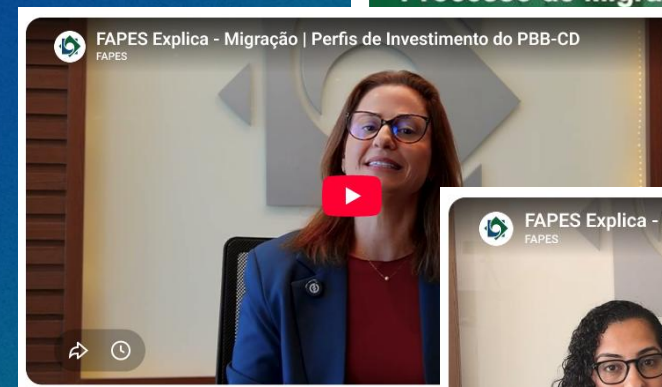 FAPES Explica - Migração | Perfis de Investimento do PBB-CD
FAPES
FAPES Explica -
FAPES